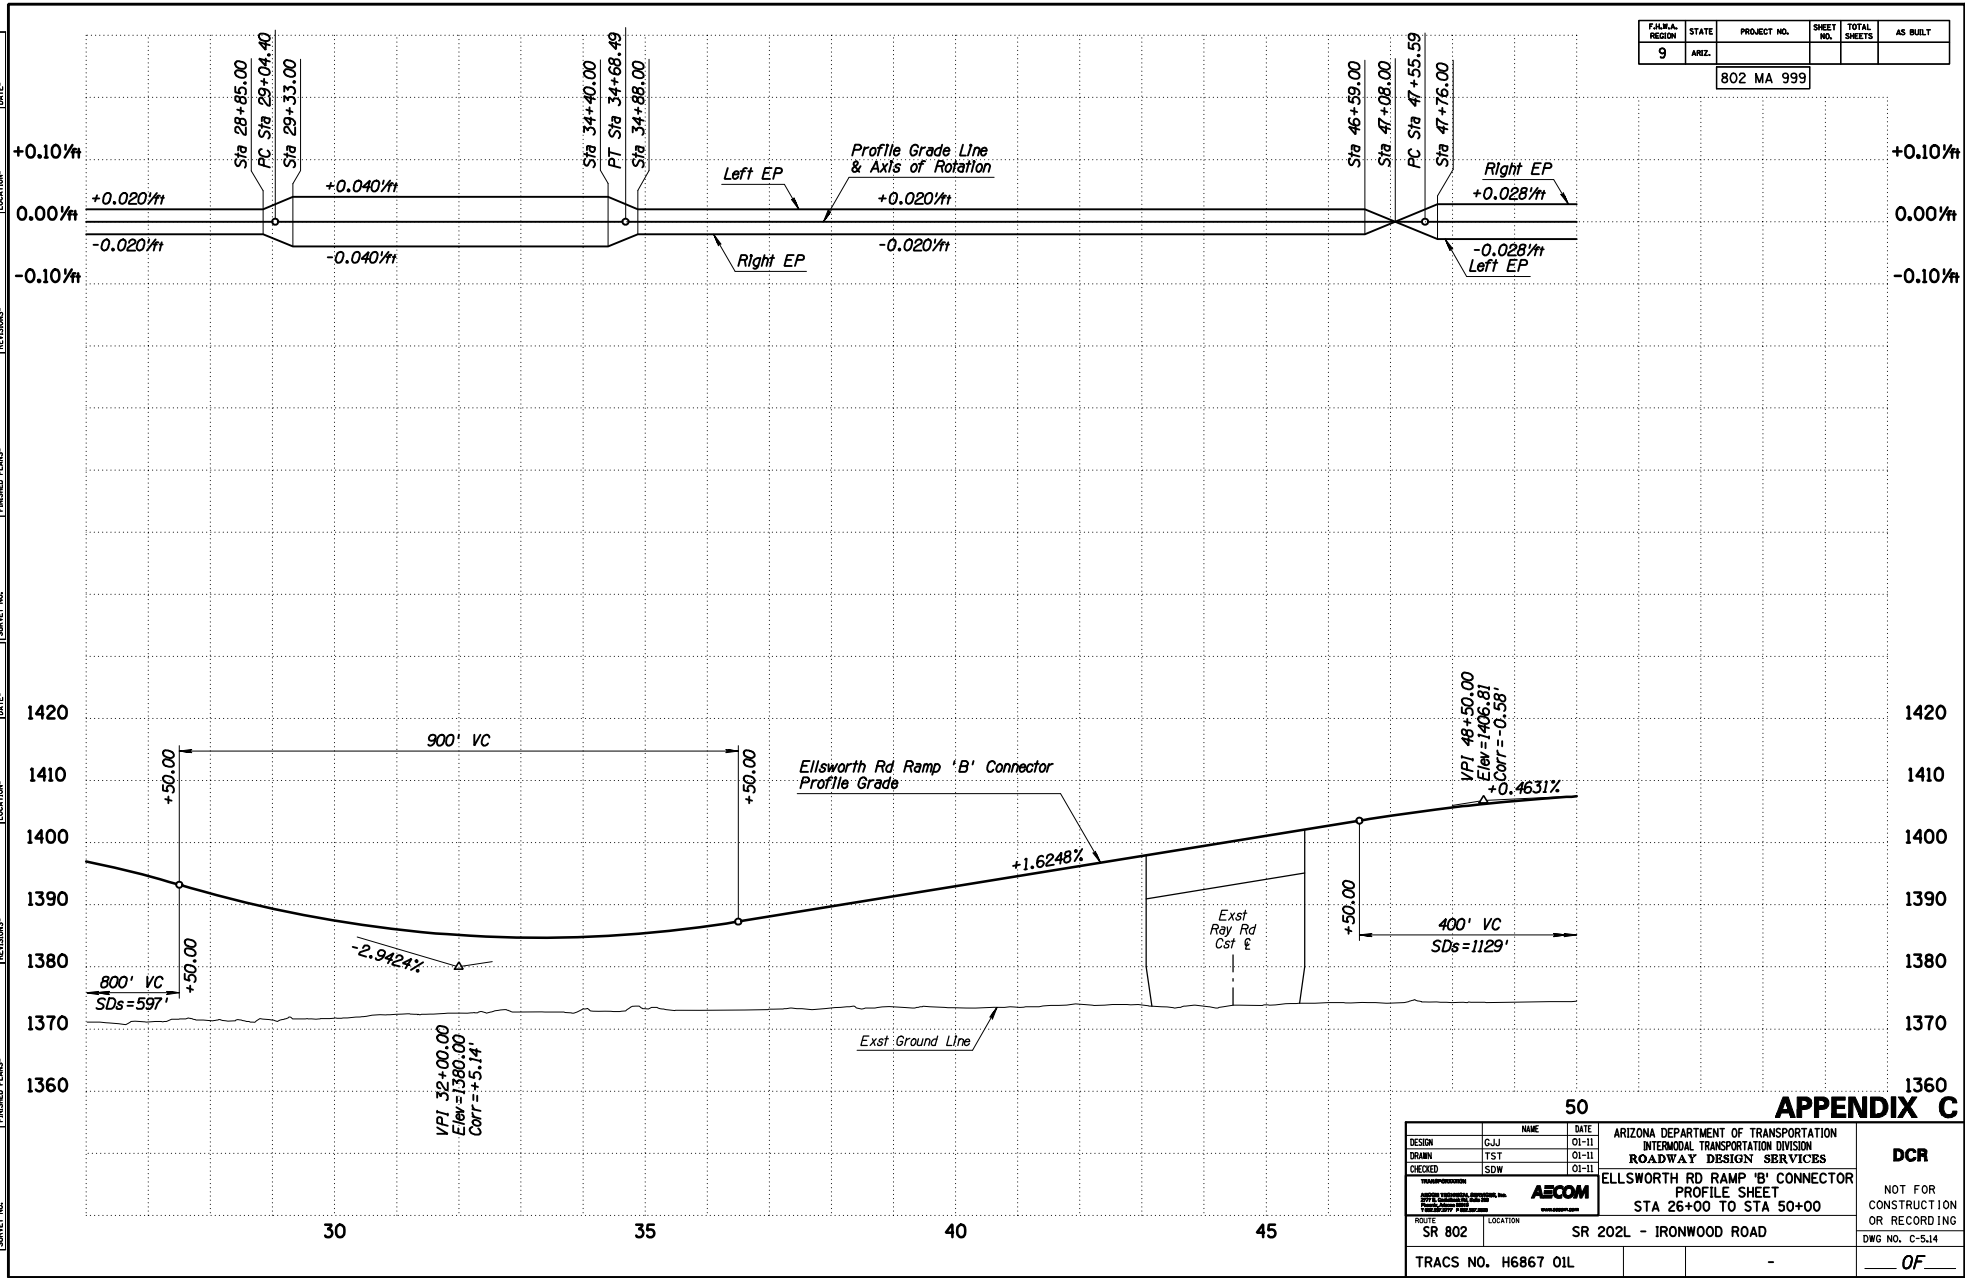 F.H.W.A. REGION
STATE
PROJECT NO.
SHEET NO.
TOTAL SHEETS
AS BUILT
9
ARIZ.
802 MA 999
Sta 28+85.00
PC Sta 29+04.40
Sta 29+33.00
Sta 34+40.00
PT Sta 34+68.49
Sta 34+88.00
Sta 46+59.00
Sta 47+08.00
PC Sta 47+55.59
Sta 47+76.00
+0.10'/ft
+0.10'/ft
0.00'/ft
0.00'/ft
-0.10'/ft
-0.10'/ft
+0.020'/ft
-0.020'/ft
+0.040'/ft
-0.040'/ft
Left EP
Right EP
Profile Grade Line
& Axis of Rotation
+0.020'/ft
-0.020'/ft
Right EP
+0.028'/ft
-0.028'/ft
Left EP
1420
1420
1410
1410
1400
1400
1390
1390
1380
1380
1370
1370
1360
1360
900' VC
+50.00
+50.00
+50.00
800' VC
SDs=597'
-2.9424%
VPI 32+00.00
Elev=1380.00
Corr=+5.14'
Ellsworth Rd Ramp 'B' Connector
Profile Grade
+1.6248%
Exst
Ray Rd
Cst ℄
Exst Ground Line
VPI 48+50.00
Elev=1406.81
Corr=-0.58'
+0.4631%
+50.00
400' VC
SDs=1129'
30
35
40
45
50
APPENDIX C
NAME
DATE
DESIGN
GJJ
01-11
DRAWN
TST
01-11
CHECKED
SDW
01-11
ARIZONA DEPARTMENT OF TRANSPORTATION
INTERMODAL TRANSPORTATION DIVISION
ROADWAY DESIGN SERVICES
DCR
TRANSPORTATION
AECOM
ELLSWORTH RD RAMP 'B' CONNECTOR
PROFILE SHEET
STA 26+00 TO STA 50+00
NOT FOR
CONSTRUCTION
OR RECORDING
ROUTE
SR 802
LOCATION
SR 202L - IRONWOOD ROAD
DWG NO. C-5.14
TRACS NO. H6867 01L
-
OF